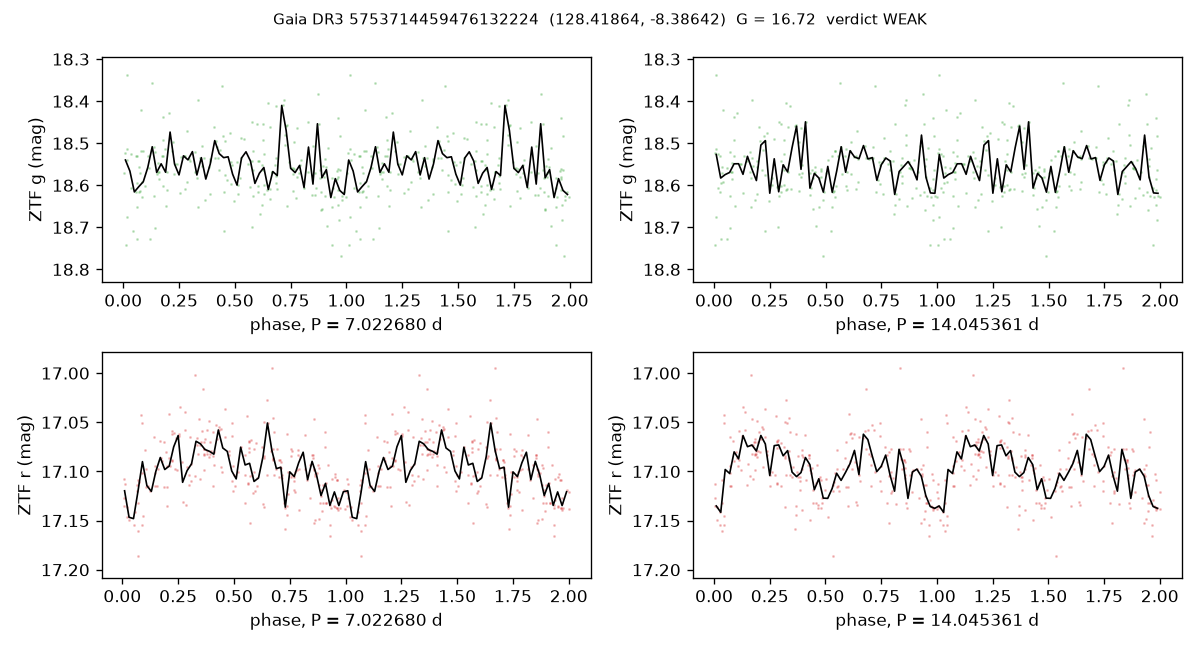 Gaia DR3 5753714459476132224 (128.41864, -8.38642) G = 16.72 verdict WEAK
18.3
18.4
18.5
18.6
18.7
18.8
ZTF g (mag)
0.00 0.25 0.50 0.75 1.00 1.25 1.50 1.75 2.00
phase, P = 7.022680 d
18.3
18.4
18.5
18.6
18.7
18.8
ZTF g (mag)
0.00 0.25 0.50 0.75 1.00 1.25 1.50 1.75 2.00
phase, P = 14.045361 d
17.00
17.05
17.10
17.15
17.20
ZTF r (mag)
0.00 0.25 0.50 0.75 1.00 1.25 1.50 1.75 2.00
phase, P = 7.022680 d
17.00
17.05
17.10
17.15
17.20
ZTF r (mag)
0.00 0.25 0.50 0.75 1.00 1.25 1.50 1.75 2.00
phase, P = 14.045361 d